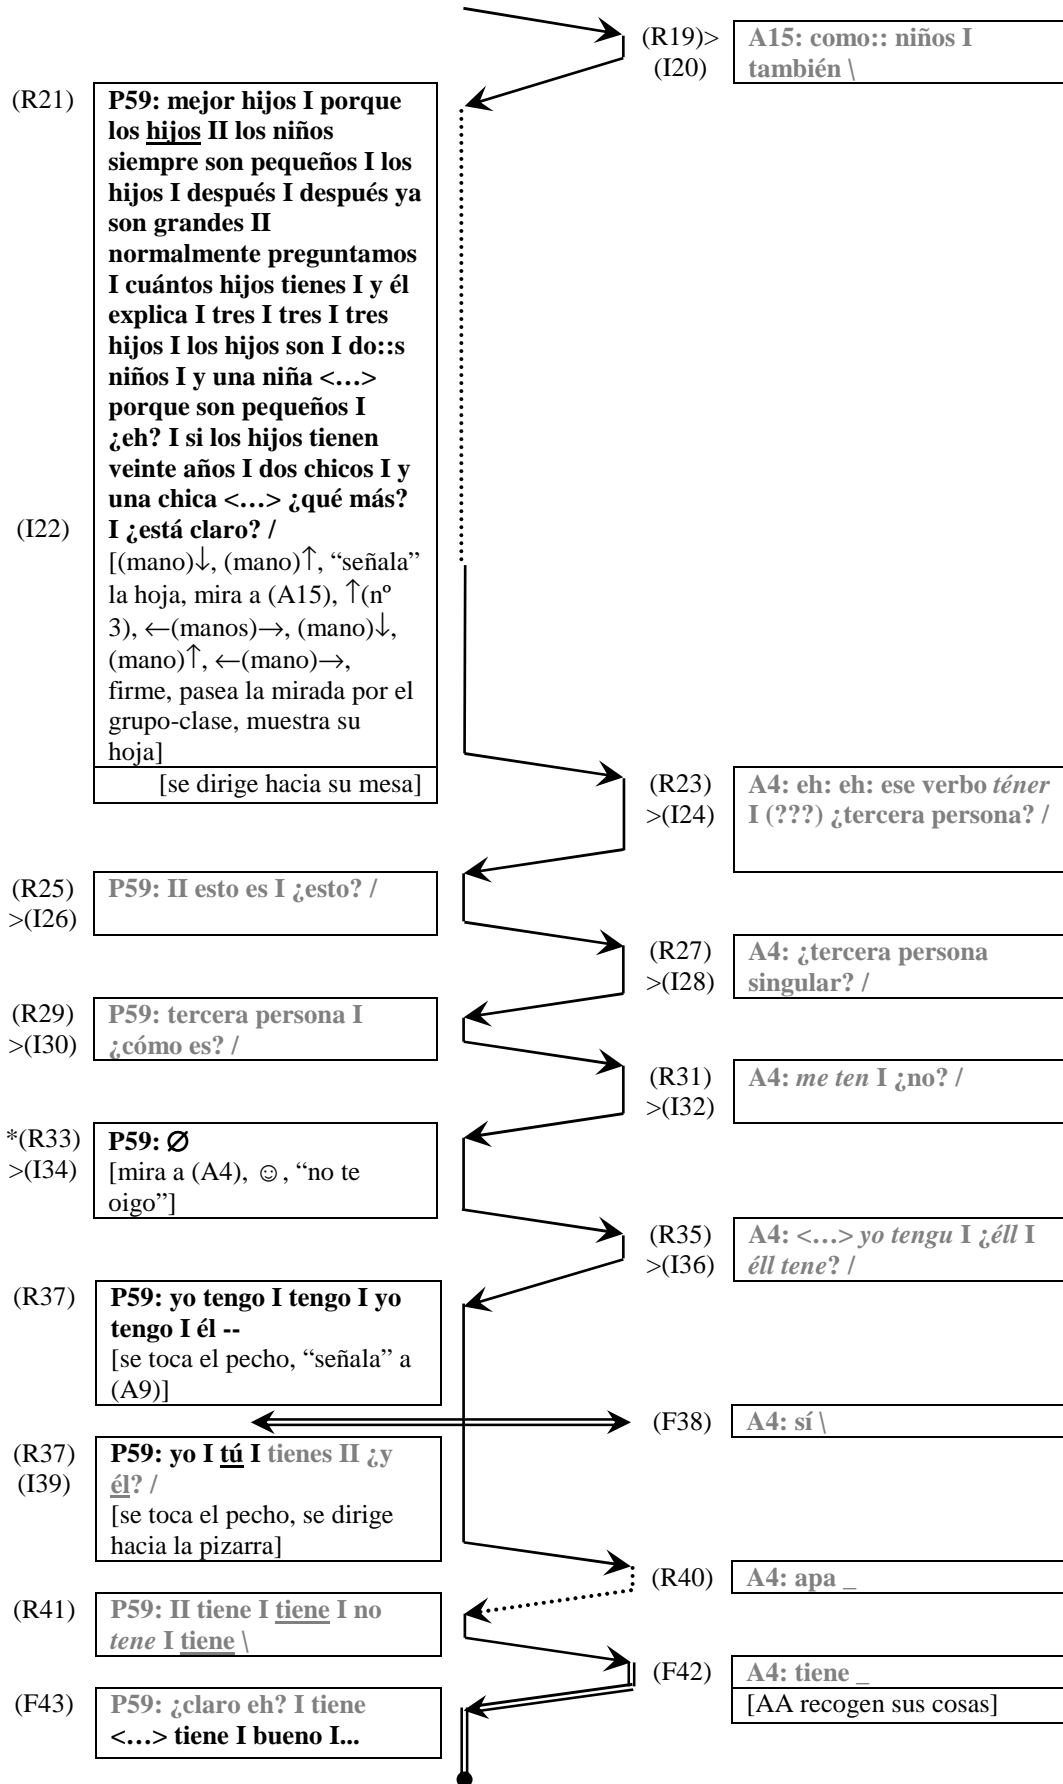 (R19)>
(I20)
A15: como:: niños I
también \
(R21)
P59: mejor hijos I porque
los hijos II los niños
siempre son pequeños I los
hijos I después I después ya
son grandes II
normalmente preguntamos
I cuántos hijos tienes I y él
explica I tres I tres I tres
hijos I los hijos son I do::s
niños I y una niña <…>
porque son pequeños I
¿eh? I si los hijos tienen
veinte años I dos chicos I y
una chica <…> ¿qué más?
(I22)
I ¿está claro? /
[(mano)↓, (mano)↑, “señala”
la hoja, mira a (A15), ↑(nº
3), ←(manos)→, (mano)↓,
(mano)↑, ←(mano)→,
firme, pasea la mirada por el
grupo-clase, muestra su
hoja]
[se dirige hacia su mesa]
(R23)
>(I24)
A4: eh: eh: ese verbo téner
I (???) ¿tercera persona? /
(R25)
>(I26)
P59: II esto es I ¿esto? /
(R27)
>(I28)
A4: ¿tercera persona
singular? /
(R29)
>(I30)
P59: tercera persona I
¿cómo es? /
(R31)
>(I32)
A4: me ten I ¿no? /
*(R33)
>(I34)
P59: Ø
[mira a (A4), ☺, “no te
oigo”]
(R35)
>(I36)
A4: <…> yo tengu I ¿éll I
éll tene? /
(R37)
P59: yo tengo I tengo I yo
tengo I él --
[se toca el pecho, “señala” a
(A9)]
(F38)
A4: sí \
(R37)
(I39)
P59: yo I tú I tienes II ¿y
él? /
[se toca el pecho, se dirige
hacia la pizarra]
(R40)
A4: apa _
(R41)
P59: II tiene I tiene I no
tene I tiene \
(F42)
A4: tiene _
[AA recogen sus cosas]
(F43)
P59: ¿claro eh? I tiene
<…> tiene I bueno I...